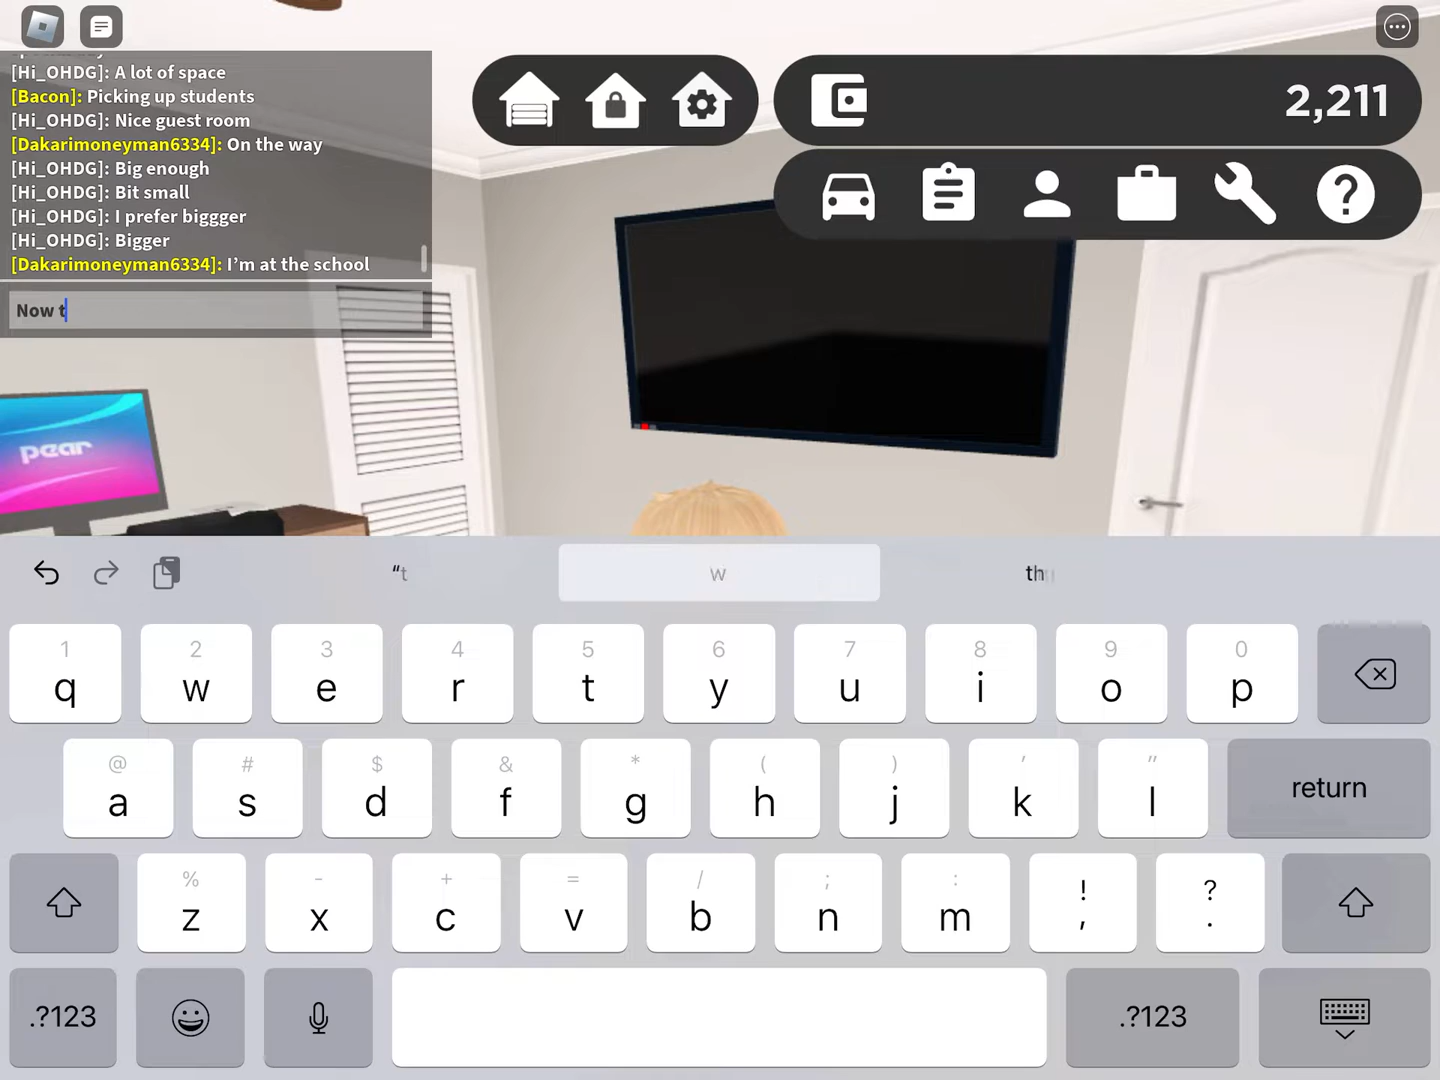 [Hi_OHDG]: A lot of space
[Bacon]: Picking up students
[Hi_OHDG]: Nice guest room
[Dakarimoneyman6334]: On the way
[Hi_OHDG]: Big enough
[Hi_OHDG]: Bit small
[Hi_OHDG]: I prefer biggger
[Hi_OHDG]: Bigger
[Dakarimoneyman6334]: I’m at the school
Now t
2,211
?
pear
“t
w
th
1 2 3 4 5 6 7 8 9 0
q w e r t y u i o p
@ # $ & * ( ) ' "
a s d f g h j k l return
% - + = / ; : ! ?
z x c v b n m , .
.?123 .?123